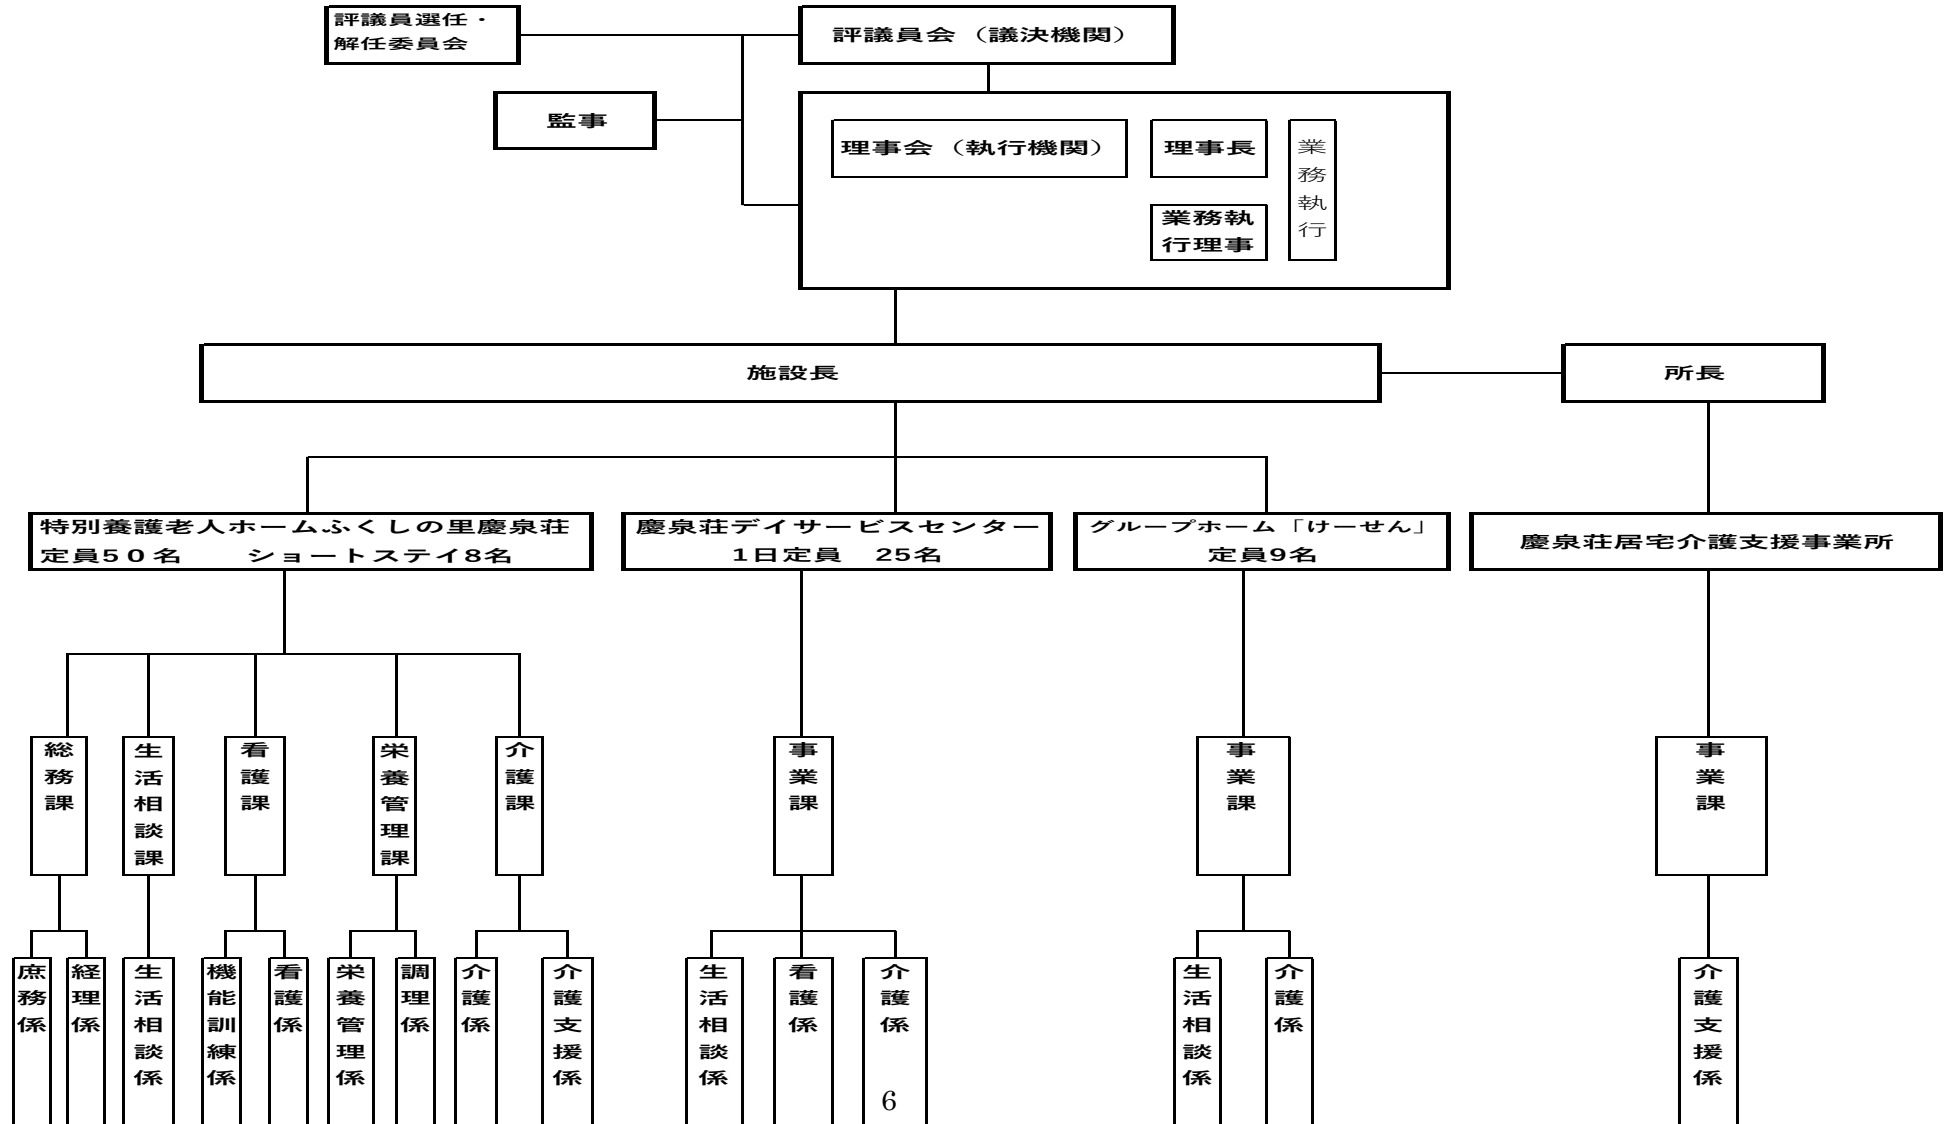 評議員選任・
解任委員会
評議員会（議決機関）
監事
理事会（執行機関）
理事長
業務執行
業務執
行理事
施設長
所長
特別養護老人ホームふくしの里慶泉荘
定員5０名　　ショートステイ8名
慶泉荘デイサービスセンター
1日定員　25名
グループホーム「けーせん」
定員9名
慶泉荘居宅介護支援事業所
総務課
生活相談課
看護課
栄養管理課
介護課
事業課
事業課
事業課
庶務係
経理係
生活相談係
機能訓練係
看護係
栄養管理係
調理係
介護係
介護支援係
生活相談係
看護係
介護係
生活相談係
介護係
介護支援係
6